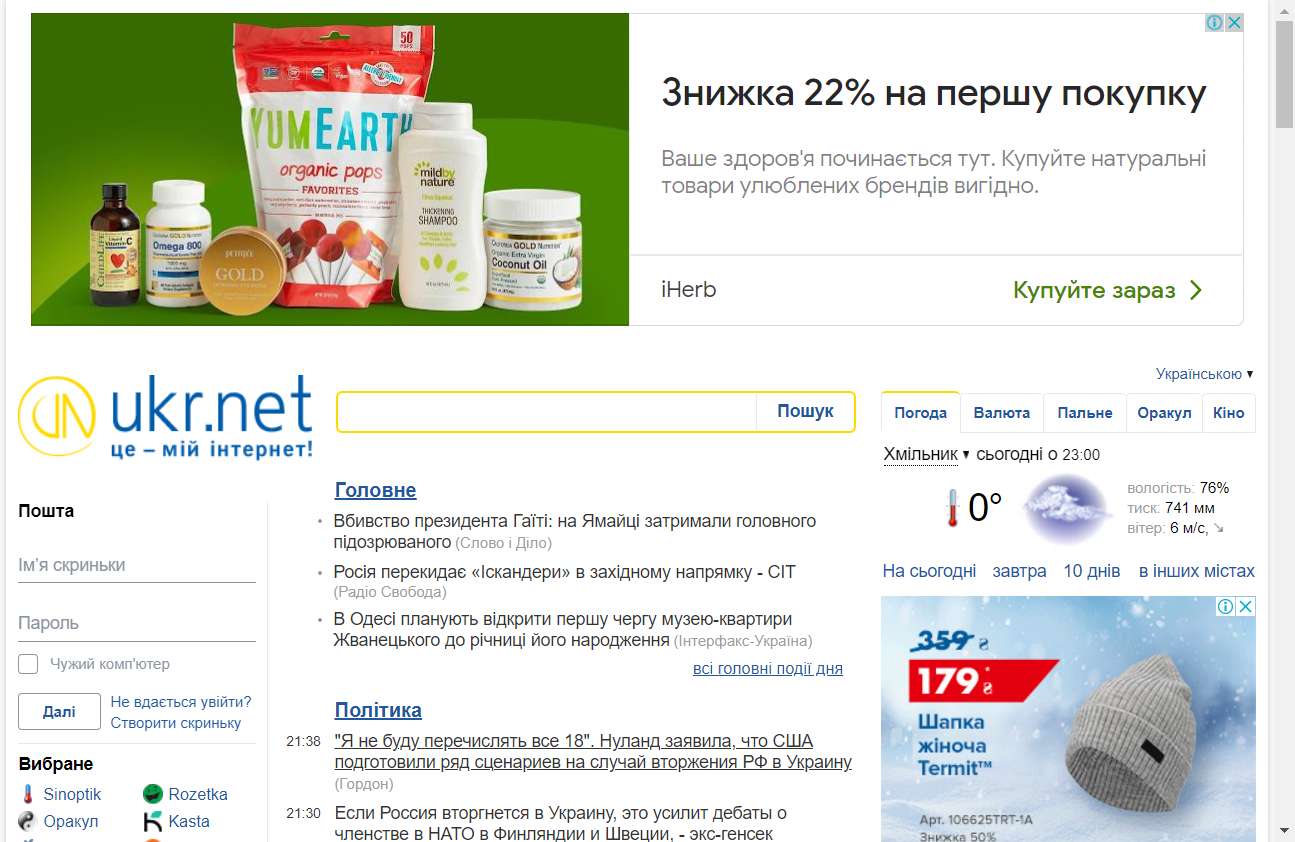 50
POPS
YUMEARTH
organic pops
FAVORITES
CHILDLIFE
Liquid
Vitamin C
CALIFORNIA GOLD NUTRITION
Omega 800
petitfée
GOLD
mild by
nature
THICKENING
SHAMPOO
CALIFORNIA GOLD NUTRITION
Organic Extra Virgin
Coconut Oil
Знижка 22% на першу покупку
Ваше здоров'я починається тут. Купуйте натуральні
товари улюблених брендів вигідно.
iHerb
Купуйте зараз
ukr.net
це – мій інтернет!
Пошук
Українською ▼
Погода
Валюта
Пальне
Оракул
Кіно
Хмільник ▼ сьогодні о 23:00
0°
вологість: 76%
тиск: 741 мм
вітер: 6 м/с, ↘
На сьогодні завтра 10 днів в інших містах
Пошта
Ім'я скриньки
Пароль
Чужий комп'ютер
Далі
Не вдається увійти?
Створити скриньку
Вибране
Sinoptik
Rozetka
Оракул
Kasta
Головне
Вбивство президента Гаїті: на Ямайці затримали головного
підозрюваного (Слово і Діло)
Росія перекидає «Іскандери» в західному напрямку - CIT
(Радіо Свобода)
В Одесі планують відкрити першу чергу музею-квартири
Жванецького до річниці його народження (Інтерфакс-Україна)
всі головні події дня
Політика
21:38 "Я не буду перечислять все 18". Нуланд заявила, что США
подготовили ряд сценариев на случай вторжения РФ в Украину
(Гордон)
21:30 Если Россия вторгнется в Украину, это усилит дебаты о
членстве в НАТО в Финляндии и Швеции, - экс-генсек
359 ₴
179 ₴*
Шапка
жіноча
Termit™
Арт. 106625TRT-1A
Знижка 50%